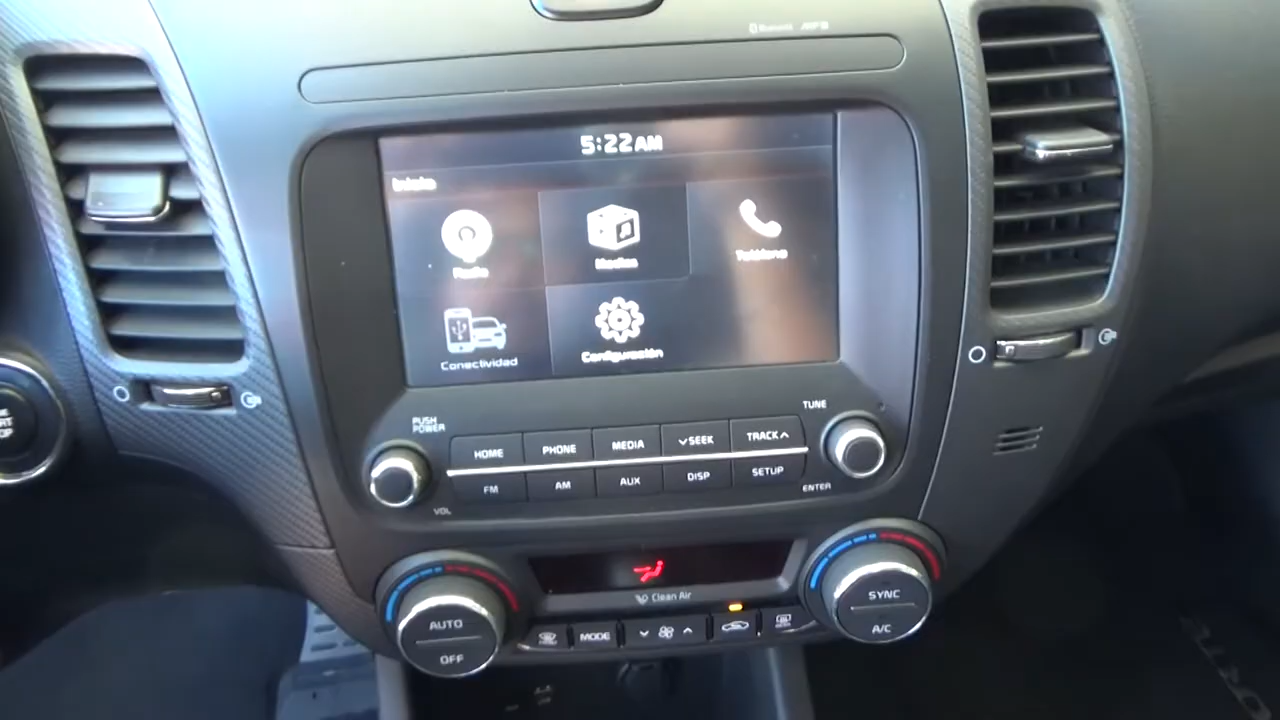 Bluetooth
5:22AM
Inicio
Radio
Medios
Teléfono
Conectividad
Configuración
PUSH
POWER
TUNE
HOME
PHONE
MEDIA
SEEK
TRACK
FM
AM
AUX
DISP
SETUP
VOL
ENTER
Clean Air
AUTO
OFF
MODE
SYNC
A/C